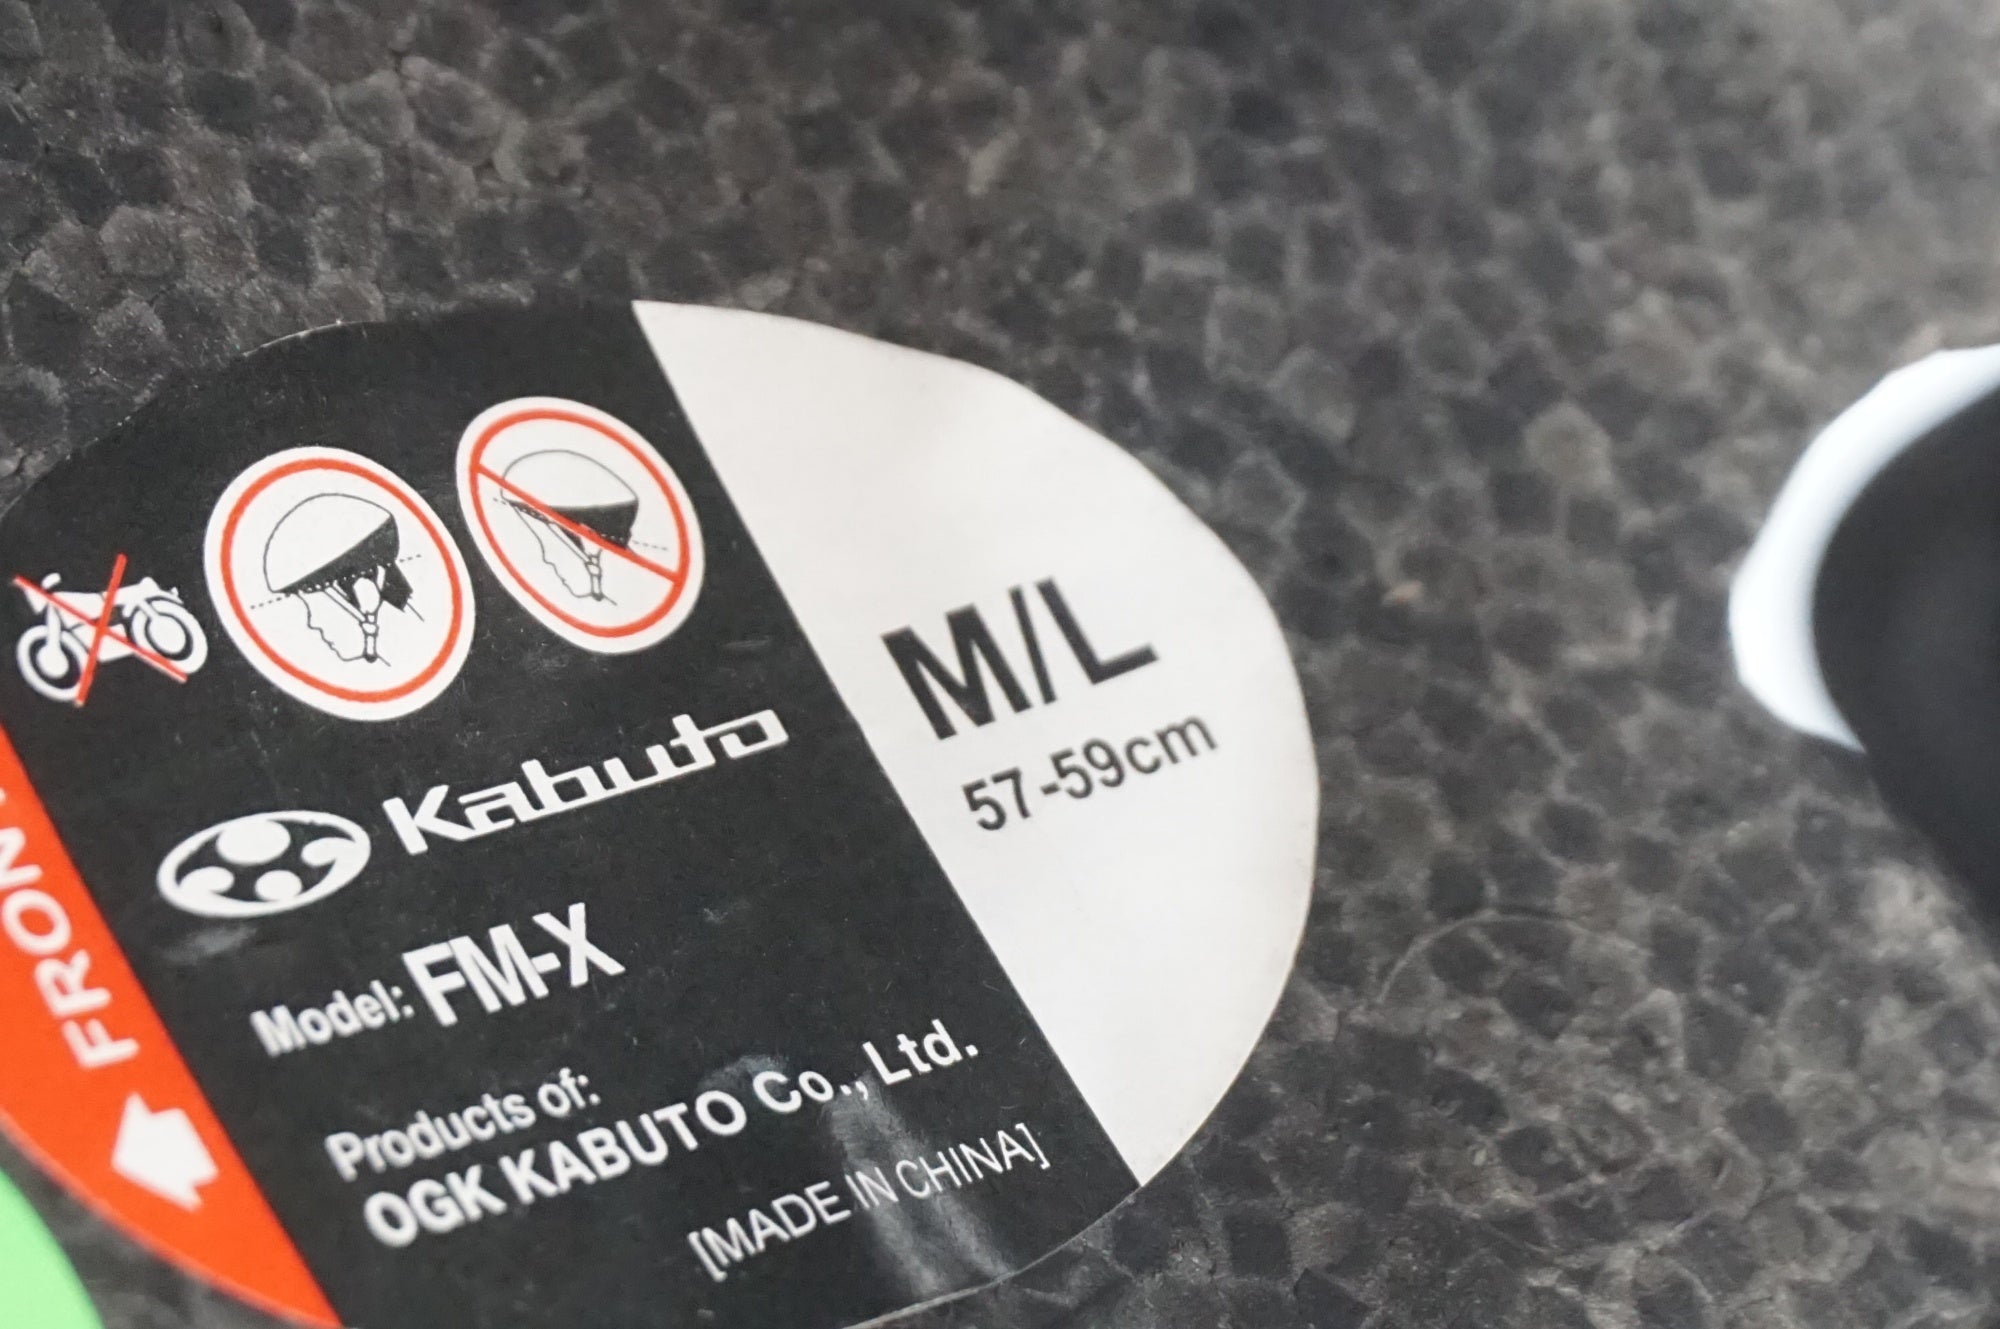 M/L
57-59cm
Kabuto
Model: FM-X
Products of:
OGK KABUTO Co., Ltd.
[MADE IN CHINA]
FRONT